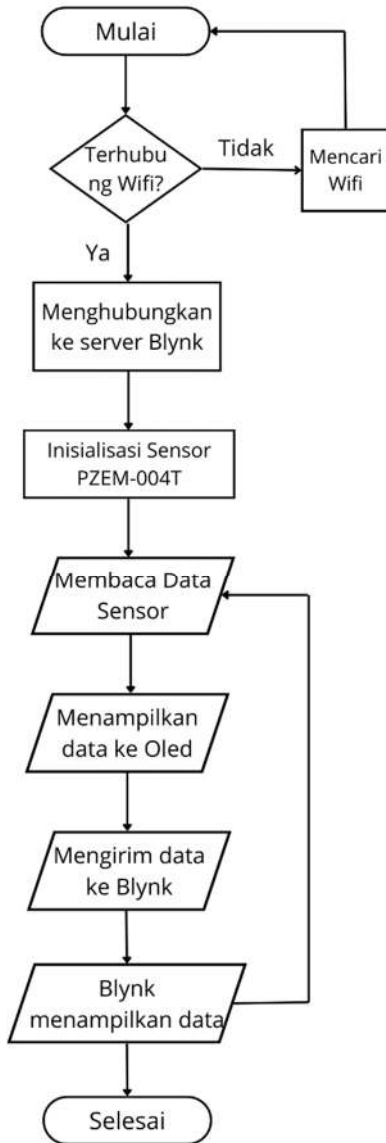 Mulai
Terhubu
ng Wifi?
Tidak
Mencari
Wifi
Ya
Menghubungkan
ke server Blynk
Inisialisasi Sensor
PZEM-004T
Membaca Data
Sensor
Menampilkan
data ke Oled
Mengirim data
ke Blynk
Blynk
menampilkan data
Selesai